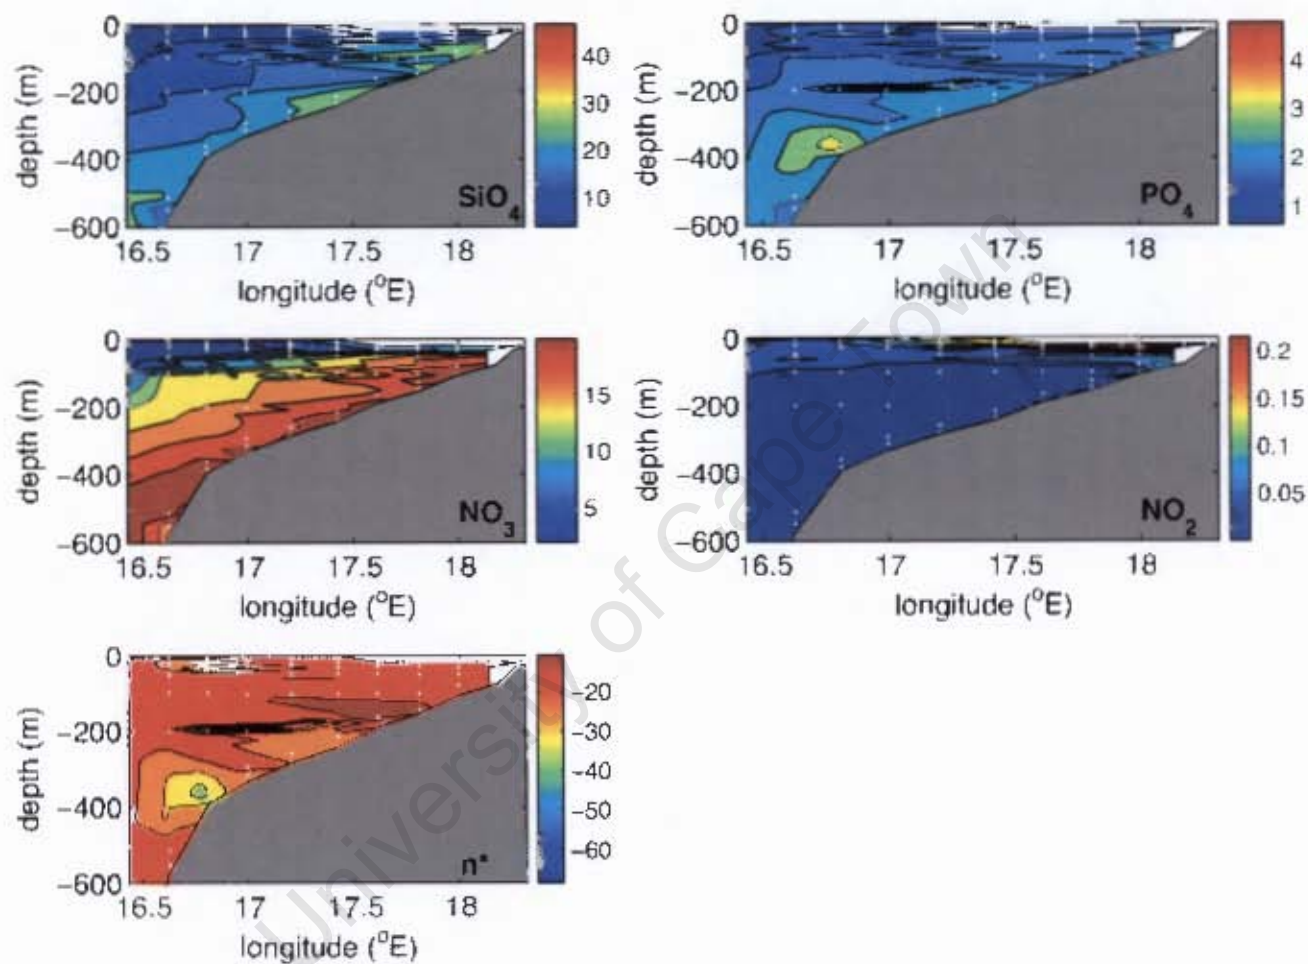 0
-200
-400
-600
depth (m)
16.5 17 17.5 18
longitude (°E)
SiO4
40
30
20
10
0
-200
-400
-600
depth (m)
16.5 17 17.5 18
longitude (°E)
PO4
4
3
2
1
0
-200
-400
-600
depth (m)
16.5 17 17.5 18
longitude (°E)
NO3
15
10
5
0
-200
-400
-600
depth (m)
16.5 17 17.5 18
longitude (°E)
NO2
0.2
0.15
0.1
0.05
0
-200
-400
-600
depth (m)
16.5 17 17.5 18
longitude (°E)
n*
-20
-30
-40
-50
-60
University of Cape Town